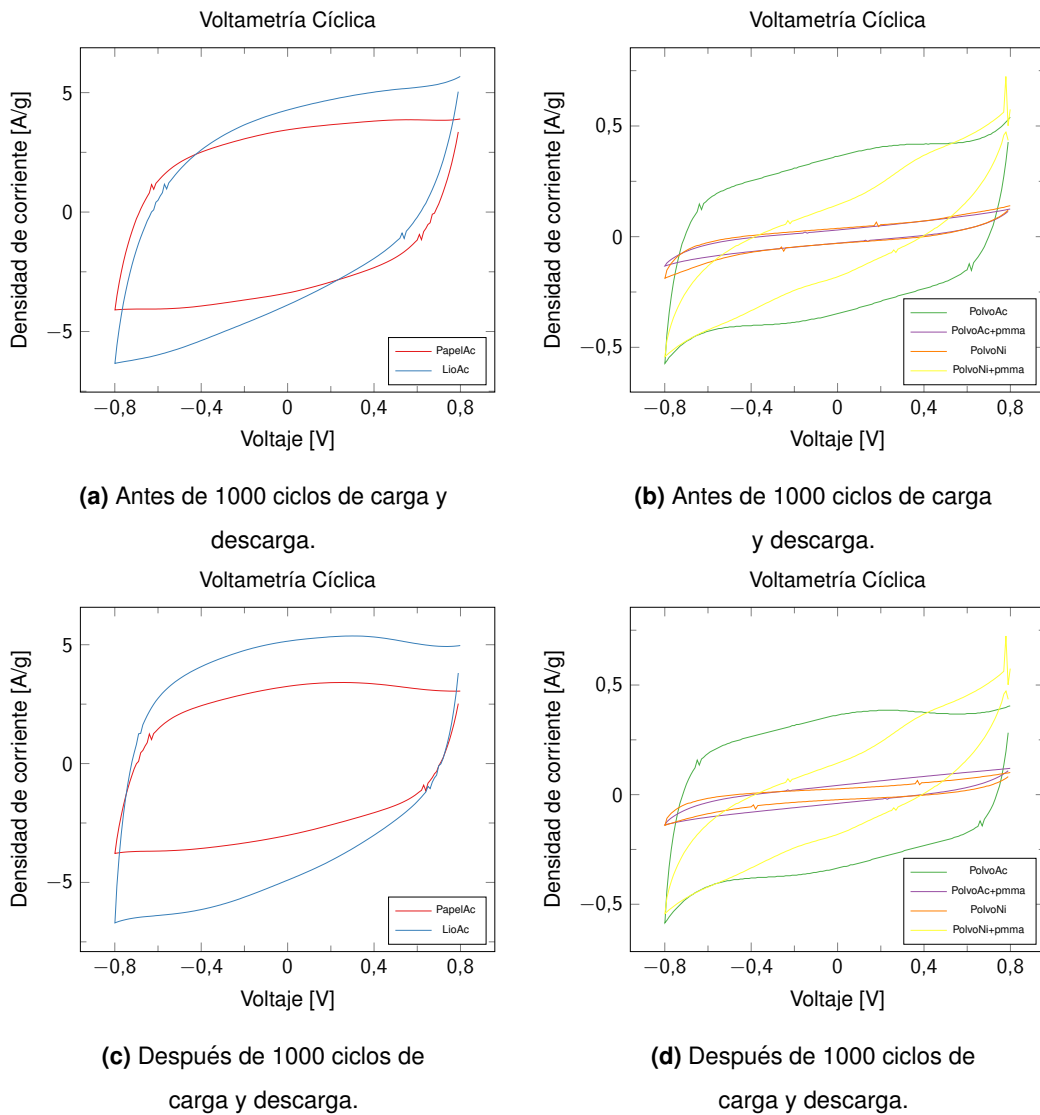 Voltametría Cíclica
Densidad de corriente [A/g]
5
0
−5
−0,8
−0,4
0
0,4
0,8
Voltaje [V]
PapelAc
LioAc
(a) Antes de 1000 ciclos de carga y
descarga.
Voltametría Cíclica
Densidad de corriente [A/g]
0,5
0
−0,5
−0,8
−0,4
0
0,4
0,8
Voltaje [V]
PolvoAc
PolvoAc+pmma
PolvoNi
PolvoNi+pmma
(b) Antes de 1000 ciclos de carga
y descarga.
Voltametría Cíclica
Densidad de corriente [A/g]
5
0
−5
−0,8
−0,4
0
0,4
0,8
Voltaje [V]
PapelAc
LioAc
(c) Después de 1000 ciclos de
carga y descarga.
Voltametría Cíclica
Densidad de corriente [A/g]
0,5
0
−0,5
−0,8
−0,4
0
0,4
0,8
Voltaje [V]
PolvoAc
PolvoAc+pmma
PolvoNi
PolvoNi+pmma
(d) Después de 1000 ciclos de
carga y descarga.